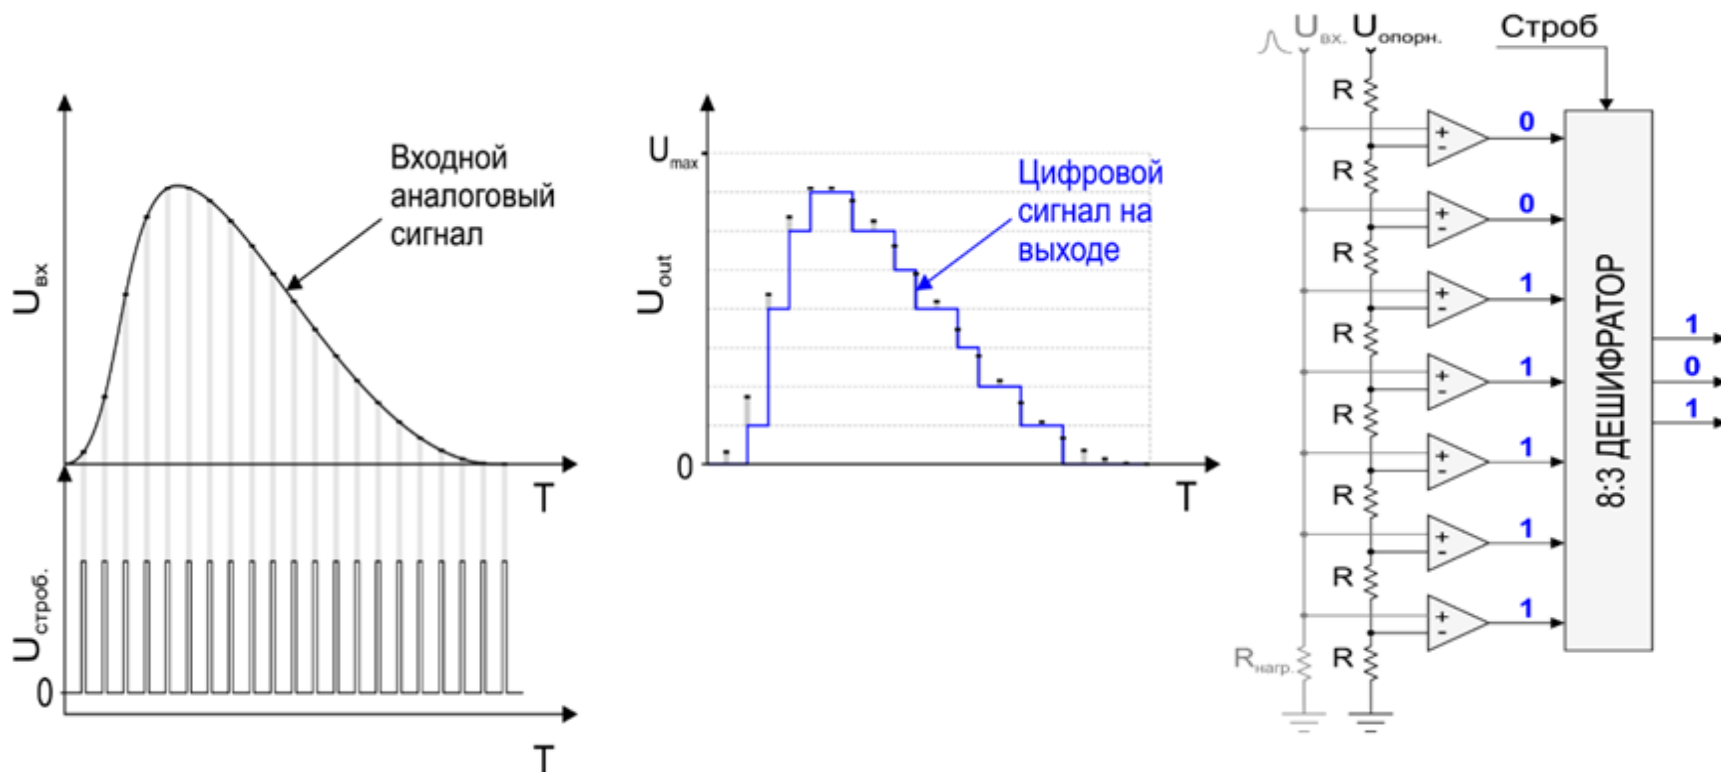 Uвх
Входной
аналоговый
сигнал
T
Uстроб.
0
T
Uout
Umax
Цифровой
сигнал на
выходе
0
T
Uвх. Uопорн.
Строб
R
R
R
R
R
R
R
R
Rнагр.
+
-
+
-
+
-
+
-
+
-
+
-
+
-
0
0
1
1
1
1
1
8:3 ДЕШИФРАТОР
1
0
1